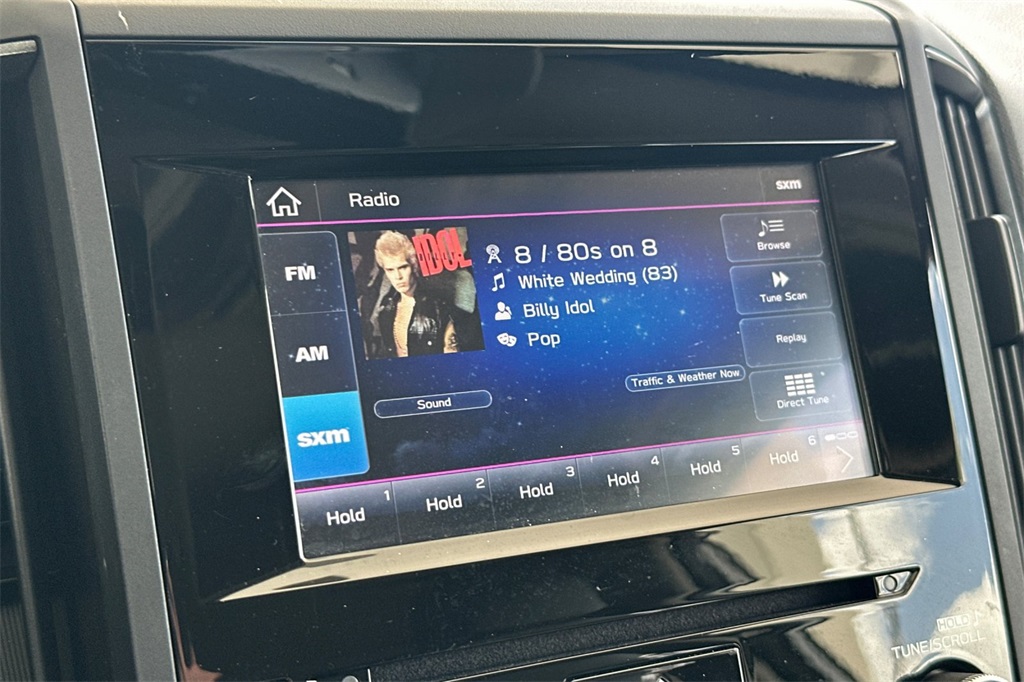 Radio
sxm
FM
AM
sxm
IDOL
8 / 80s on 8
White Wedding (83)
Billy Idol
Pop
Browse
Tune Scan
Replay
Direct Tune
Sound
Traffic & Weather Now
1 Hold
2 Hold
3 Hold
4 Hold
5 Hold
6 Hold
HOLD
TUNE/SCROLL